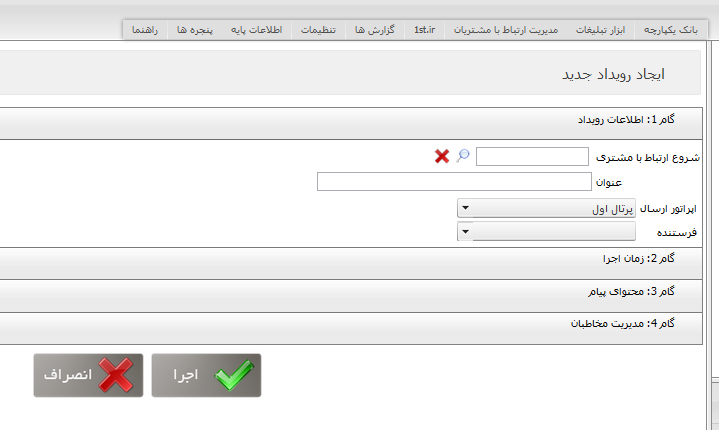 بانک یکپارچه ابزار تبلیغات مدیریت ارتباط با مشتریان 1st.ir گزارش ها تنظیمات اطلاعات پایه پنجره ها راهنما
ایجاد رویداد جدید
گام 1: اطلاعات رویداد
شروع ارتباط با مشتری
عنوان
اپراتور ارسال پرتال اول
فرستنده
گام 2: زمان اجرا
گام 3: محتوای پیام
گام 4: مدیریت مخاطبان
اجرا انصراف